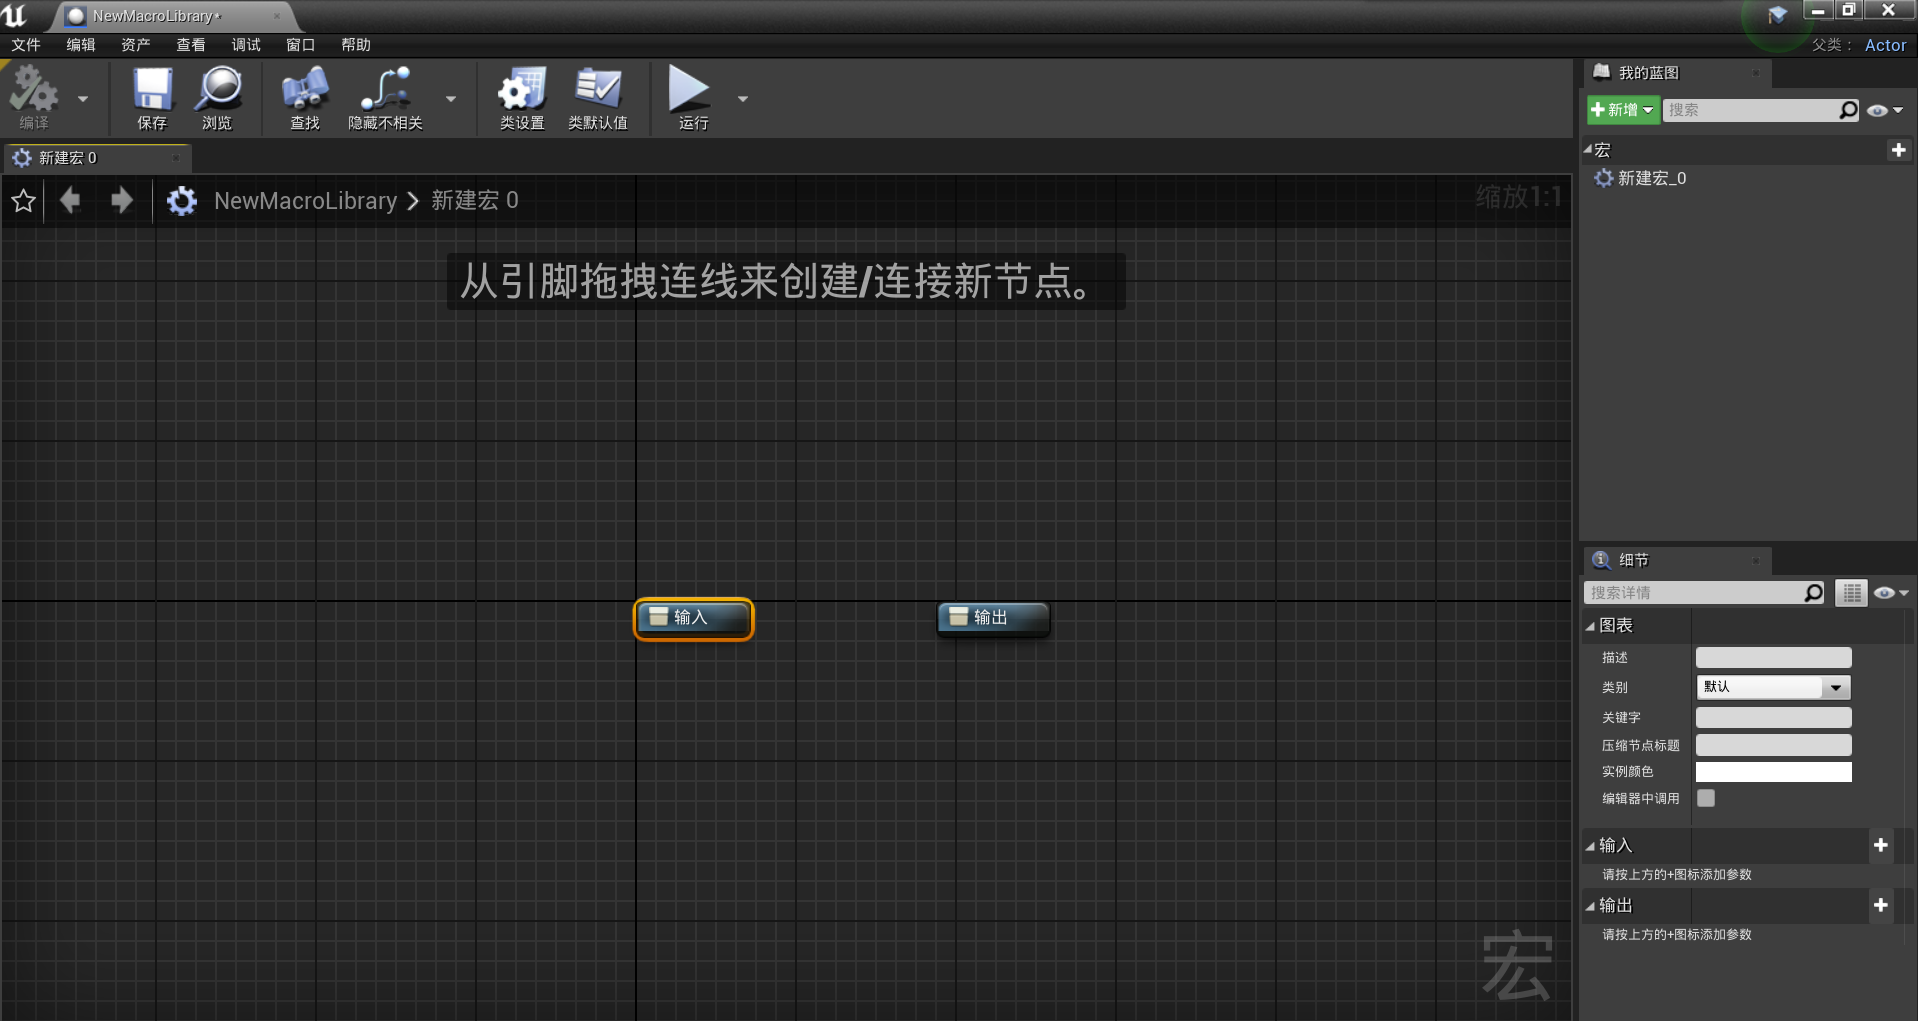 NewMacroLibrary*
文件 编辑 资产 查看 调试 窗口 帮助
父类： Actor
编译 保存 浏览 查找 隐藏不相关 类设置 类默认值 运行
新建宏 0
NewMacroLibrary > 新建宏 0
缩放1:1
从引脚拖拽连线来创建/连接新节点。
输入
输出
宏
我的蓝图
新增 搜索
宏
新建宏_0
细节
搜索详情
图表
描述
类别 默认
关键字
压缩节点标题
实例颜色
编辑器中调用
输入
请按上方的+图标添加参数
输出
请按上方的+图标添加参数